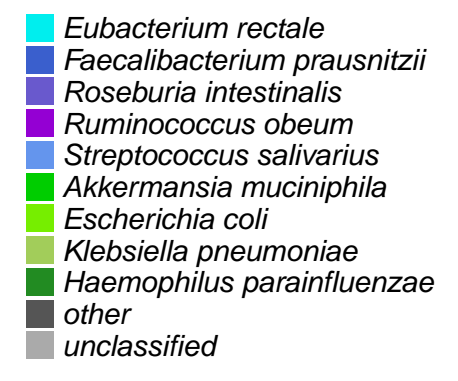 Eubacterium rectale
Faecalibacterium prausnitzii
Roseburia intestinalis
Ruminococcus obeum
Streptococcus salivarius
Akkermansia muciniphila
Escherichia coli
Klebsiella pneumoniae
Haemophilus parainfluenzae
other
unclassified